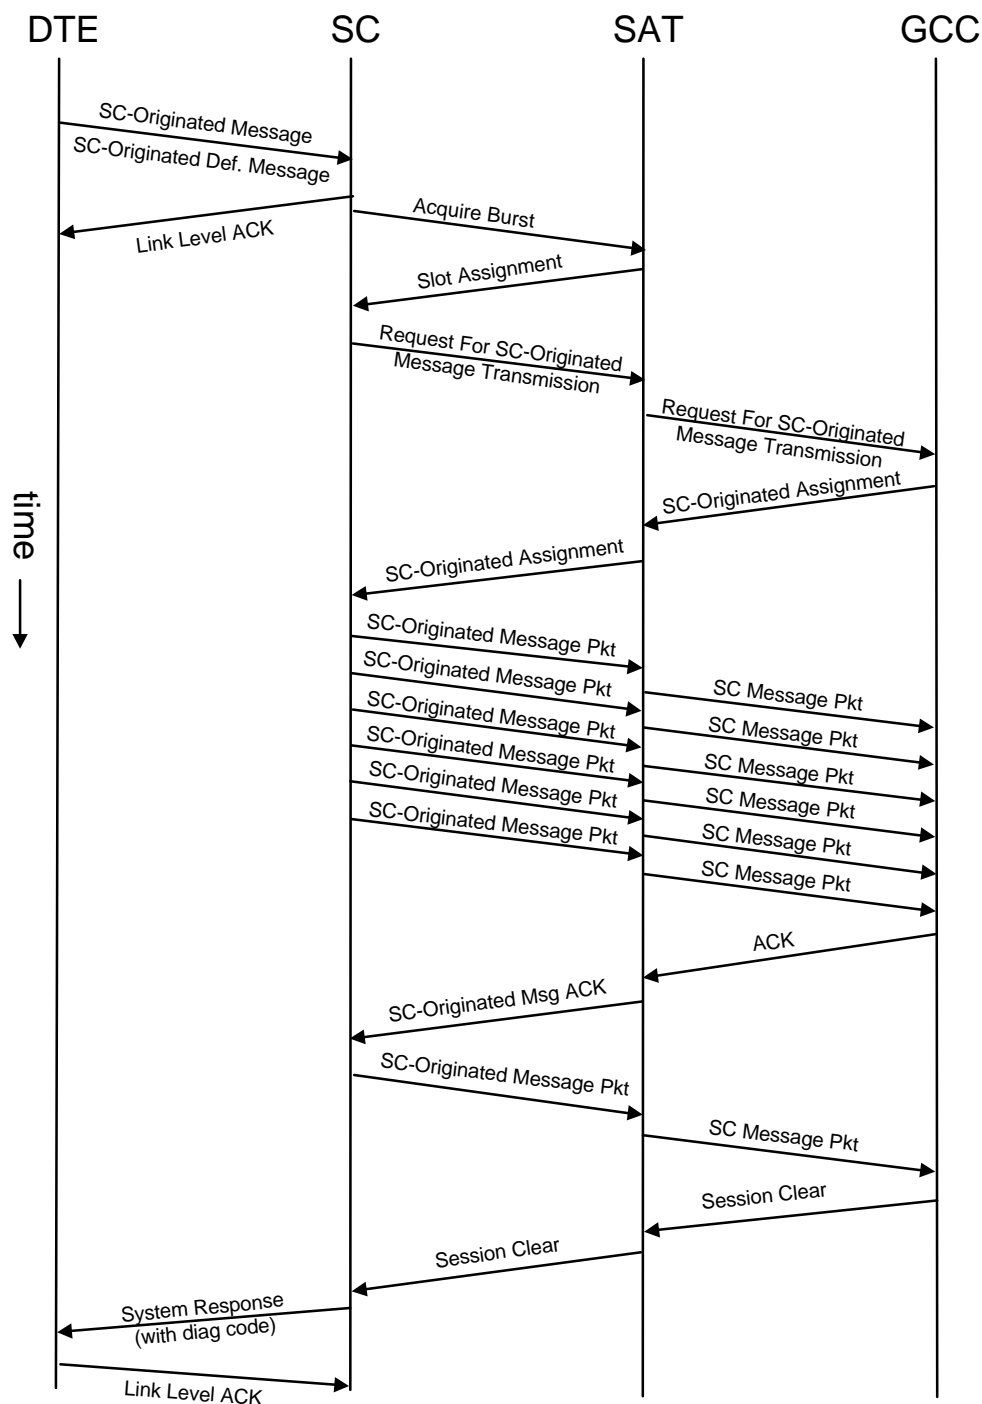 DTE
SC
SAT
GCC
SC-Originated Message
SC-Originated Def. Message
Link Level ACK
Acquire Burst
Slot Assignment
Request For SC-Originated
Message Transmission
Request For SC-Originated
Message Transmission
SC-Originated Assignment
SC-Originated Assignment
time
SC-Originated Message Pkt
SC-Originated Message Pkt
SC-Originated Message Pkt
SC-Originated Message Pkt
SC-Originated Message Pkt
SC-Originated Message Pkt
SC Message Pkt
SC Message Pkt
SC Message Pkt
SC Message Pkt
SC Message Pkt
SC Message Pkt
ACK
SC-Originated Msg ACK
SC-Originated Message Pkt
SC Message Pkt
Session Clear
Session Clear
System Response
(with diag code)
Link Level ACK